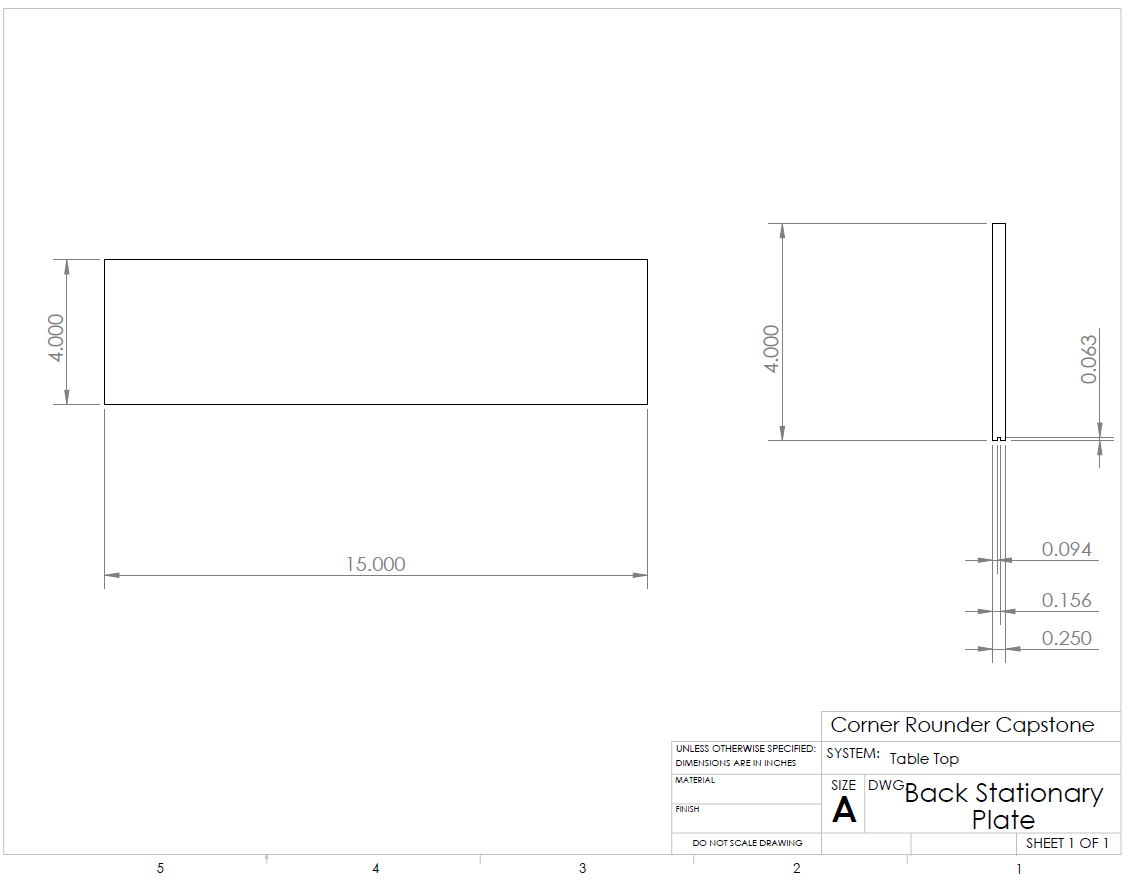 4.000
15.000
4.000
0.063
0.094
0.156
0.250
Corner Rounder Capstone
UNLESS OTHERWISE SPECIFIED:
DIMENSIONS ARE IN INCHES
SYSTEM: Table Top
MATERIAL
FINISH
SIZE
A
DWG
Back Stationary
Plate
DO NOT SCALE DRAWING
SHEET 1 OF 1
5 4 3 2 1